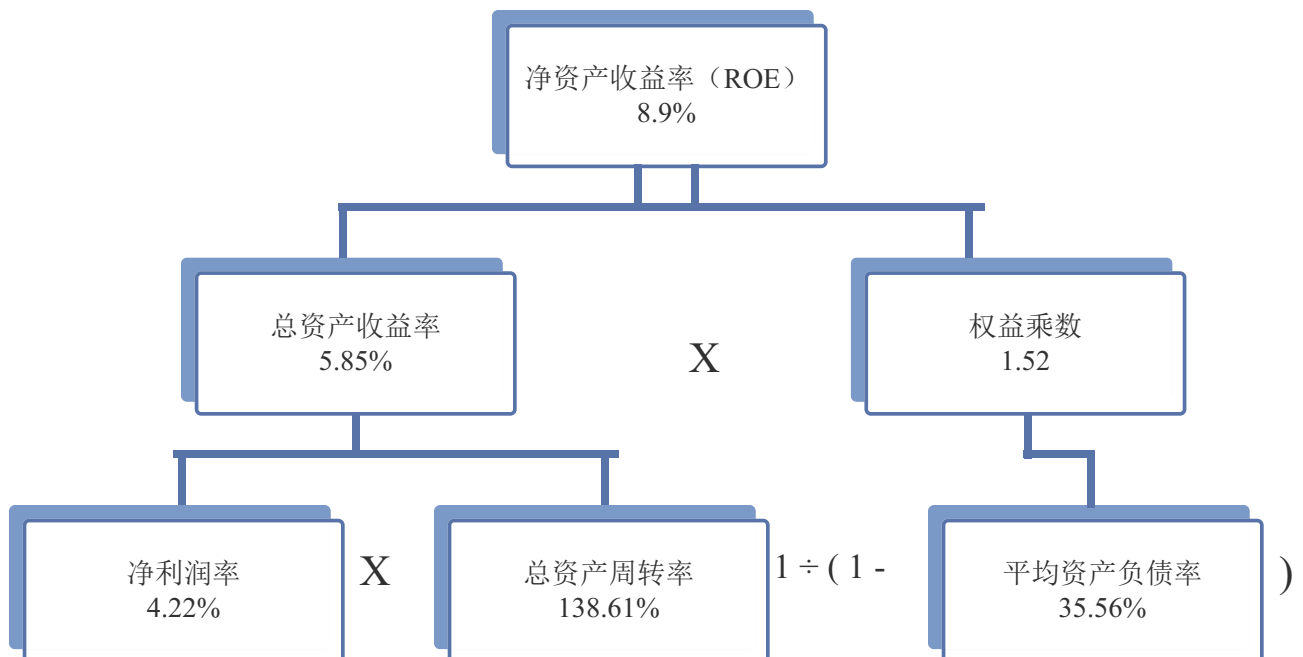 净资产收益率（ROE）
8.9%
总资产收益率
5.85%
X
权益乘数
1.52
净利润率
4.22%
X
总资产周转率
138.61%
1 ÷ ( 1 -
平均资产负债率
35.56%
)